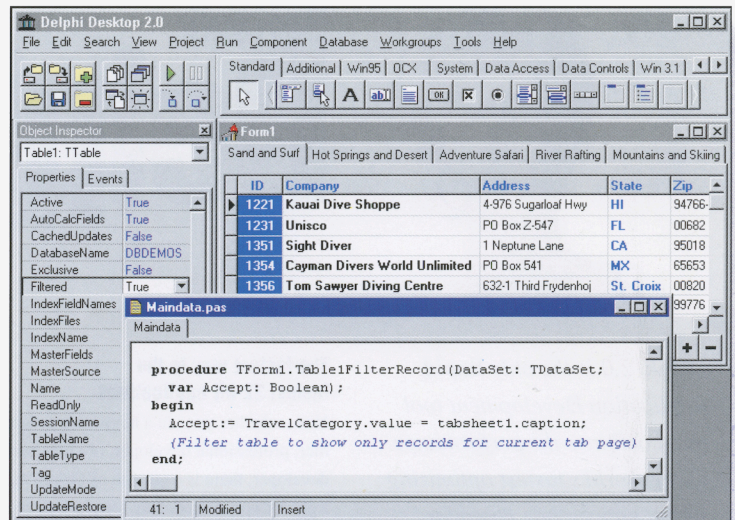 Delphi Desktop 2.0
File Edit Search View Project Run Component Database Workgroups Tools Help
Standard Additional Win95 OCX System Data Access Data Controls Win 3.1
A ab OK
Object Inspector
Table1: TTable
Properties Events
Active True
AutoCalcFields True
CachedUpdates False
DatabaseName DBDEMOS
Exclusive False
Filtered True
IndexFieldNames
IndexFiles
IndexName
MasterFields
MasterSource
Name
ReadOnly
SessionName
TableName
TableType
Tag
UpdateMode
UpdateRestore
Form1
Sand and Surf Hot Springs and Desert Adventure Safari River Rafting Mountains and Skiing
ID Company Address State Zip
1221 Kauai Dive Shoppe 4-976 Sugarloaf Hwy HI 94766-
1231 Unisco PO Box Z-547 FL 00682
1351 Sight Diver 1 Neptune Lane CA 95018
1354 Cayman Divers World Unlimited PO Box 541 MX 65653
1356 Tom Sawyer Diving Centre 632-1 Third Frydenhoj St. Croix 00820
99776
+ −
Maindata.pas
Maindata
procedure TForm1.Table1FilterRecord(DataSet: TDataSet;
var Accept: Boolean);
begin
Accept:= TravelCategory.value = tabsheet1.caption;
{Filter table to show only records for current tab page}
end;
41: 1 Modified Insert